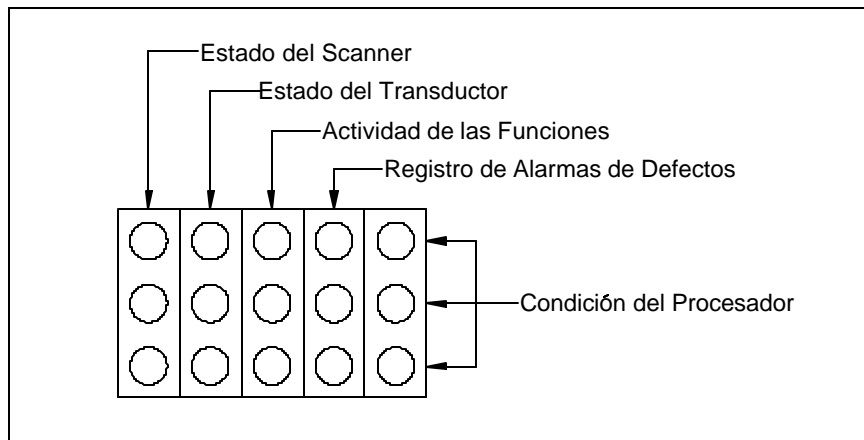 Estado del Scanner
Estado del Transductor
Actividad de las Funciones
Registro de Alarmas de Defectos
Condición del Procesador